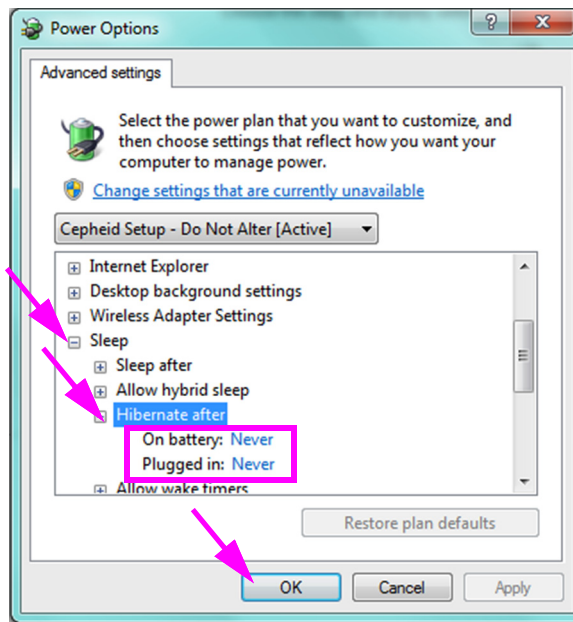 Power Options
?
X
Advanced settings
Select the power plan that you want to customize, and
then choose settings that reflect how you want your
computer to manage power.
Change settings that are currently unavailable
Cepheid Setup - Do Not Alter [Active]
Internet Explorer
Desktop background settings
Wireless Adapter Settings
Sleep
Sleep after
Allow hybrid sleep
Hibernate after
On battery: Never
Plugged in: Never
Allow wake timers
Restore plan defaults
OK
Cancel
Apply